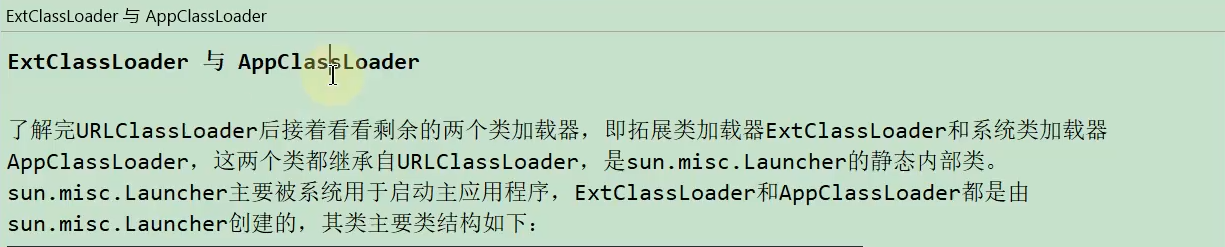 ExtClassLoader 与 AppClassLoader
ExtClassLoader 与 AppClassLoader
了解完URLClassLoader后接着看看剩余的两个类加载器，即拓展类加载器ExtClassLoader和系统类加载器
AppClassLoader，这两个类都继承自URLClassLoader，是sun.misc.Launcher的静态内部类。
sun.misc.Launcher主要被系统用于启动主应用程序，ExtClassLoader和AppClassLoader都是由
sun.misc.Launcher创建的，其类主要类结构如下：